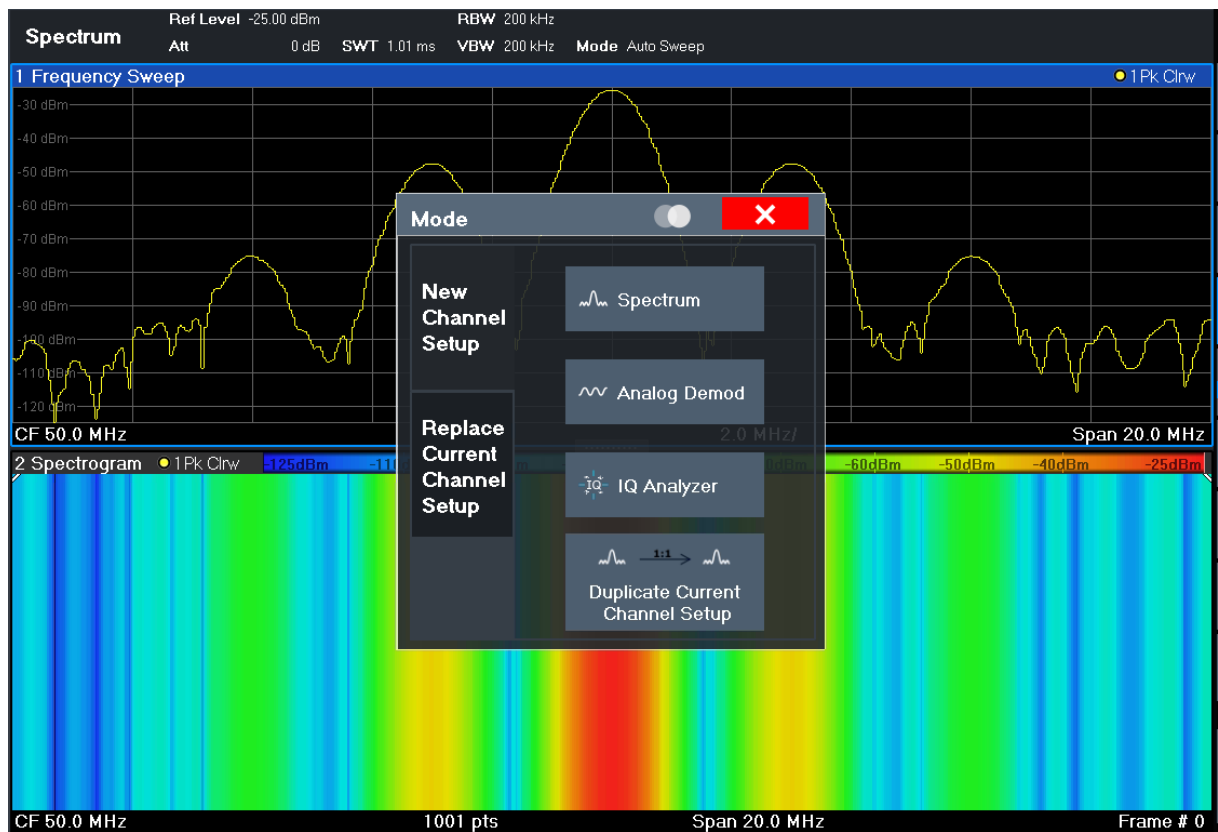 Spectrum
Ref Level -25.00 dBm RBW 200 kHz
Att 0 dB SWT 1.01 ms VBW 200 kHz Mode Auto Sweep
1 Frequency Sweep 1Pk Clrw
-30 dBm
-40 dBm
-50 dBm
-60 dBm
-70 dBm
-80 dBm
-90 dBm
-100 dBm
-110 dBm
-120 dBm
CF 50.0 MHz 2.0 MHz/ Span 20.0 MHz
Mode
New
Channel
Setup
Replace
Current
Channel
Setup
Spectrum
Analog Demod
IQ IQ Analyzer
1:1
Duplicate Current
Channel Setup
2 Spectrogram 1Pk Clrw -125dBm -60dBm -50dBm -40dBm -25dBm
CF 50.0 MHz 1001 pts Span 20.0 MHz Frame # 0